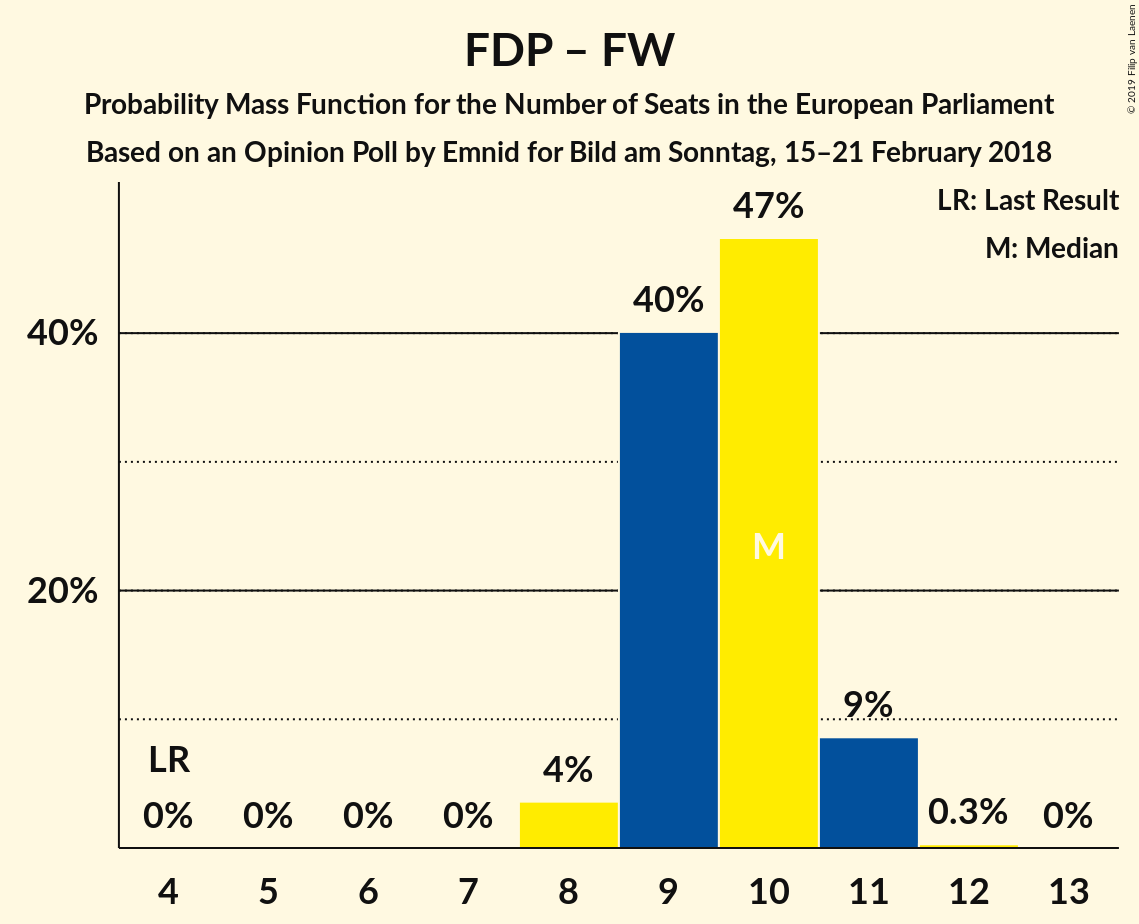 FDP – FW
Probability Mass Function for the Number of Seats in the European Parliament
Based on an Opinion Poll by Emnid for Bild am Sonntag, 15–21 February 2018
© 2019 Filip van Laenen
LR: Last Result
M: Median
47%
40%
40%
M
20%
9%
LR
4%
0% 0% 0% 0% 0.3% 0%
4 5 6 7 8 9 10 11 12 13